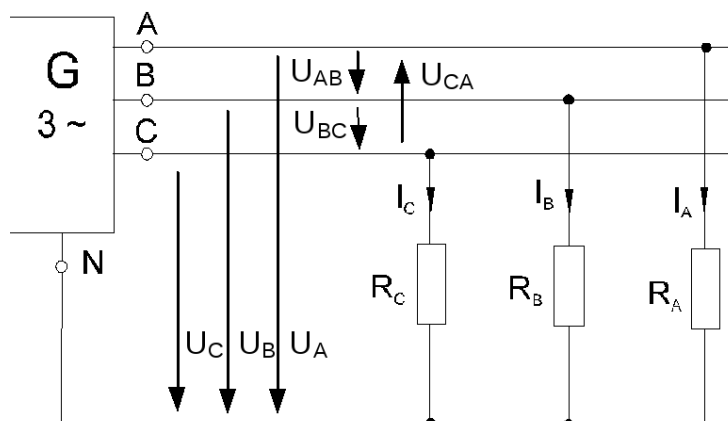 A
G
3 ~
B
C
U_AB
U_CA
U_BC
N
I_C
I_B
I_A
R_C
R_B
R_A
U_C
U_B
U_A